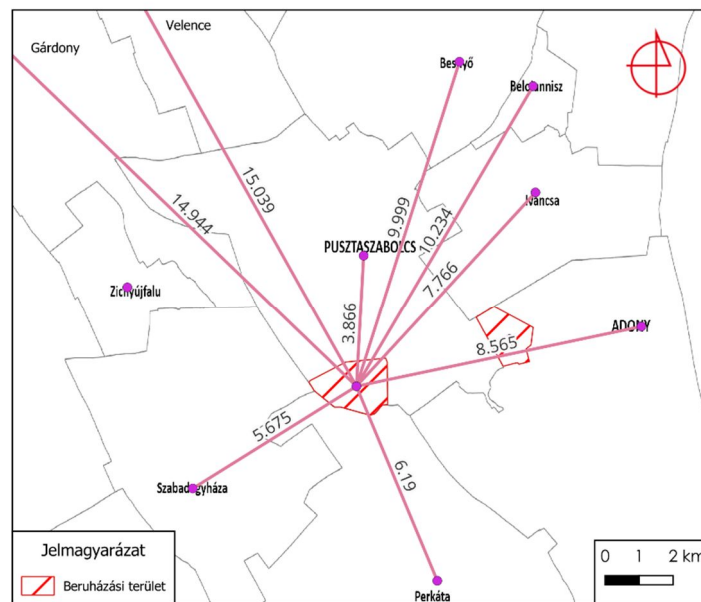 Velence
Gárdony
Besnyő
Beloiannisz
15.039
14.944
9.999
10.234
Iváncsa
7.766
PUSZTASZABOLCS
Zichyújfalu
3.866
ADONY
8.565
5.675
6.19
Szabadegyháza
Perkáta
Jelmagyarázat
Beruházási terület
0 1 2 km